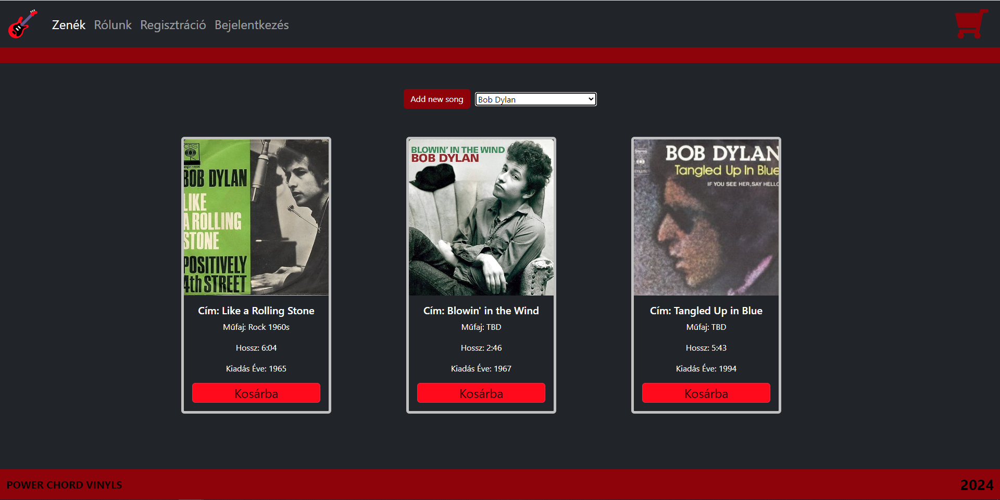 Zenék Rólunk Regisztráció Bejelentkezés
Add new song Bob Dylan
CBS
BOB DYLAN
LIKE
A ROLLING
STONE
POSITIVELY
4th STREET
Cím: Like a Rolling Stone
Műfaj: Rock 1960s
Hossz: 6:04
Kiadás Éve: 1965
Kosárba
BLOWIN' IN THE WIND
BOB DYLAN
Cím: Blowin' in the Wind
Műfaj: TBD
Hossz: 2:46
Kiadás Éve: 1967
Kosárba
Stereo
BOB DYLAN
Tangled Up In Blue
IF YOU SEE HER, SAY HELLO
Cím: Tangled Up in Blue
Műfaj: TBD
Hossz: 5:43
Kiadás Éve: 1994
Kosárba
POWER CHORD VINYLS
2024